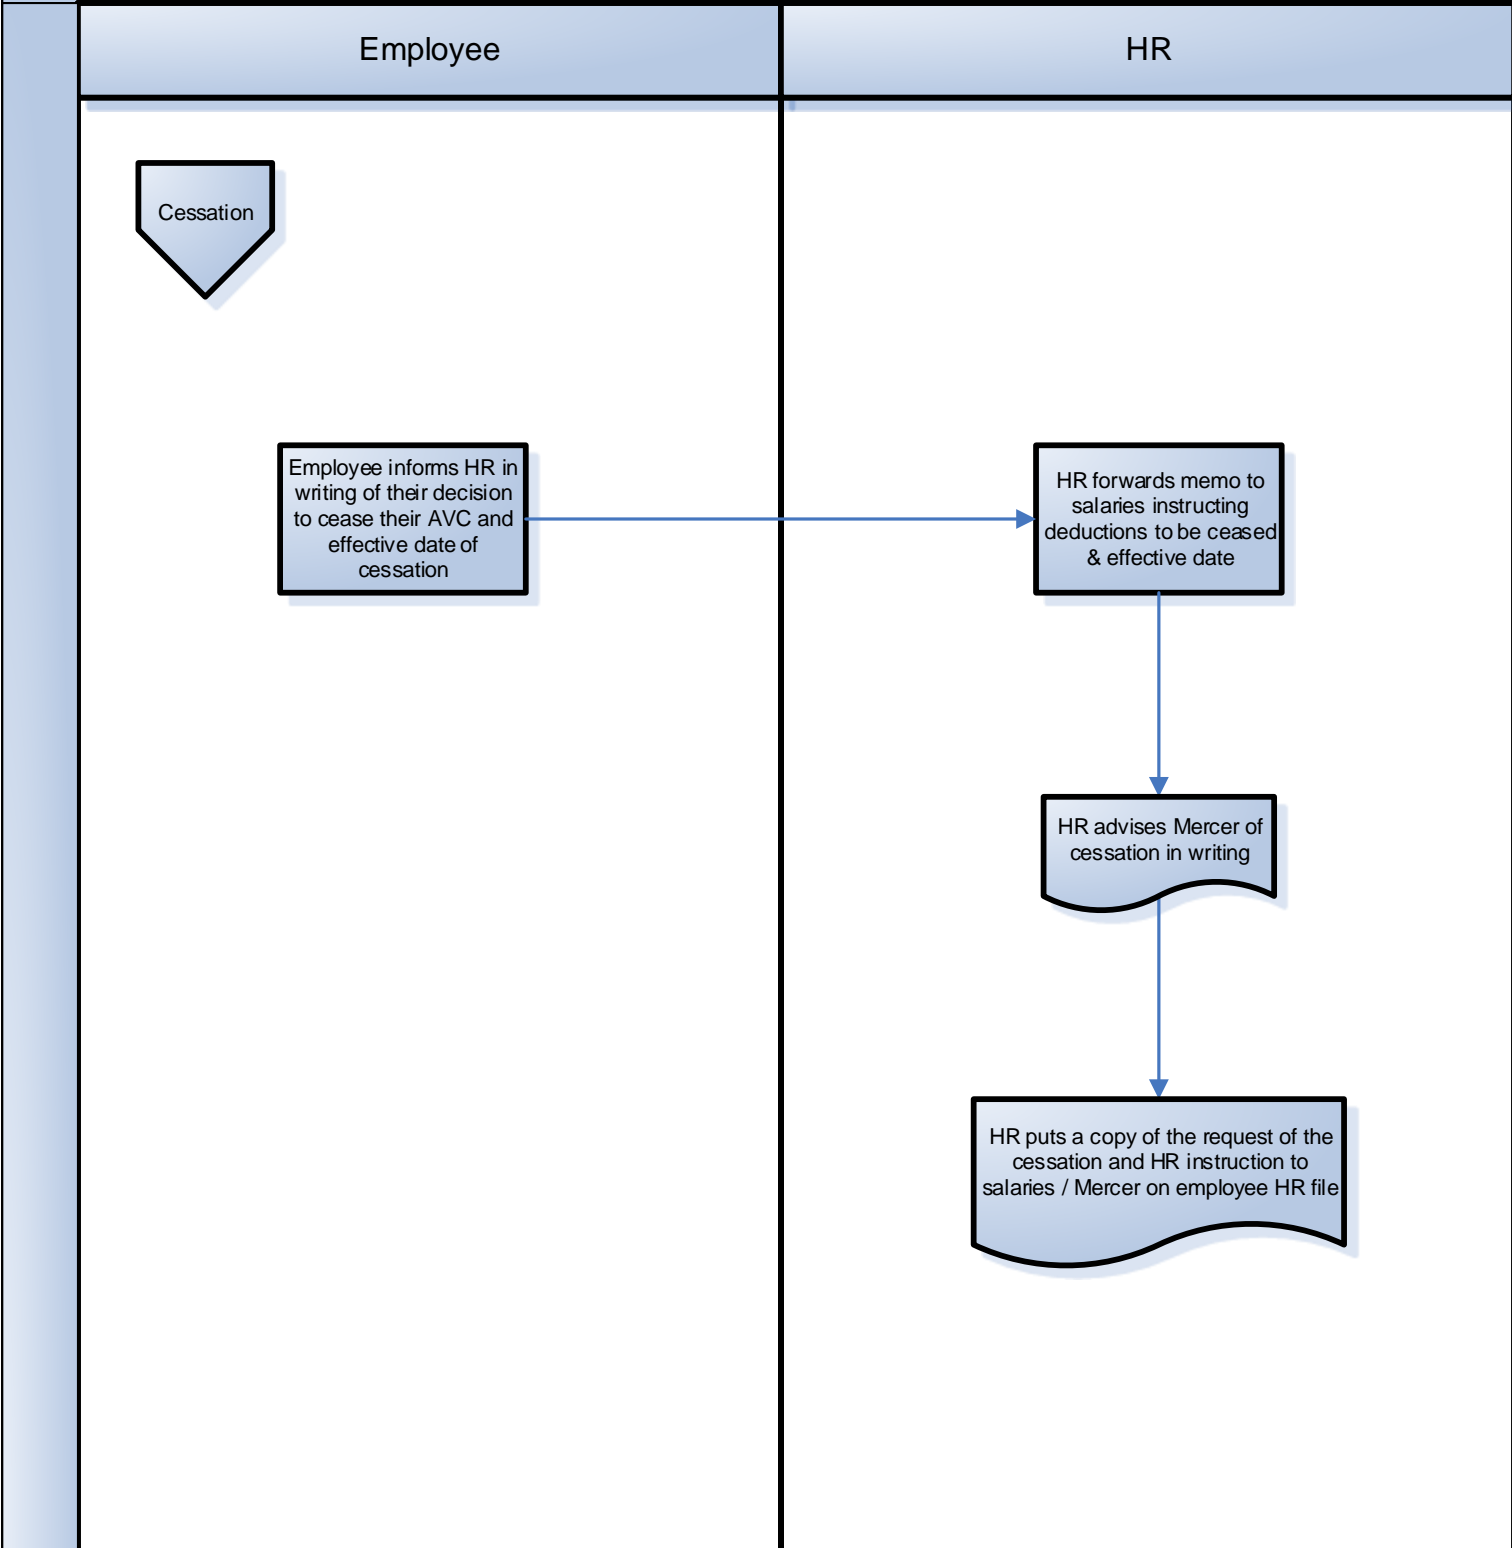 Employee
HR
Cessation
Employee informs HR in
writing of their decision
to cease their AVC and
effective date of
cessation
HR forwards memo to
salaries instructing
deductions to be ceased
& effective date
HR advises Mercer of
cessation in writing
HR puts a copy of the request of the
cessation and HR instruction to
salaries / Mercer on employee HR file